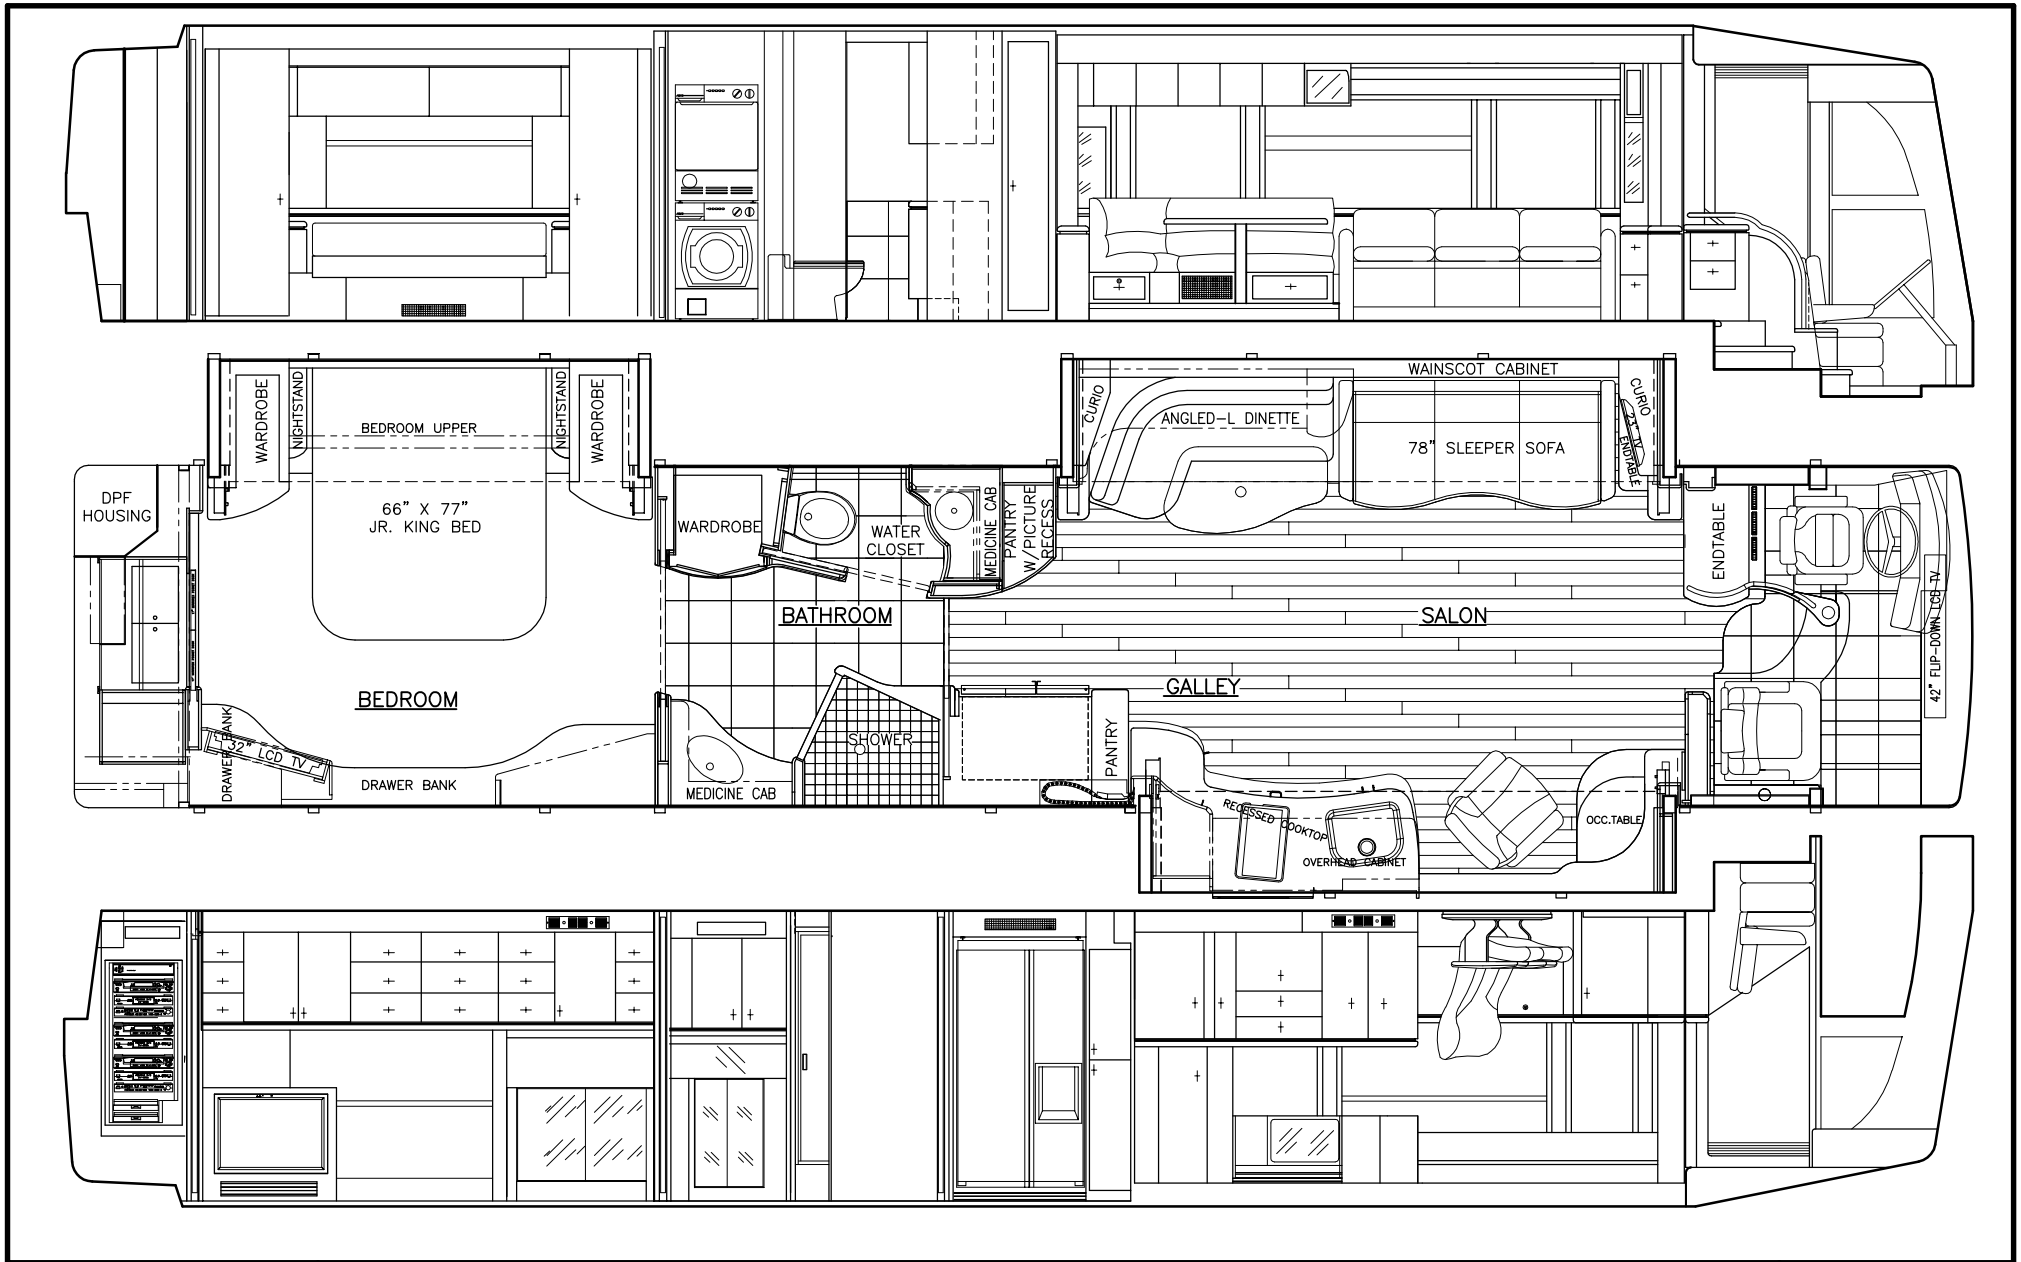 WAINSCOT CABINET
WARDROBE
NIGHTSTAND
BEDROOM UPPER
NIGHTSTAND
WARDROBE
CURIO
ANGLED-L DINETTE
78" SLEEPER SOFA
CURIO
23" TV
ENDTABLE
DPF
HOUSING
66" X 77"
JR. KING BED
WARDROBE
WATER
CLOSET
MEDICINE CAB
PANTRY
W/PICTURE
RECESS
ENDTABLE
42" FLIP-DOWN LCD TV
BATHROOM
SALON
BEDROOM
GALLEY
DRAWER BANK
32" LCD TV
DRAWER BANK
MEDICINE CAB
SHOWER
PANTRY
RECESSED COOKTOP
OVERHEAD CABINET
OCC.TABLE